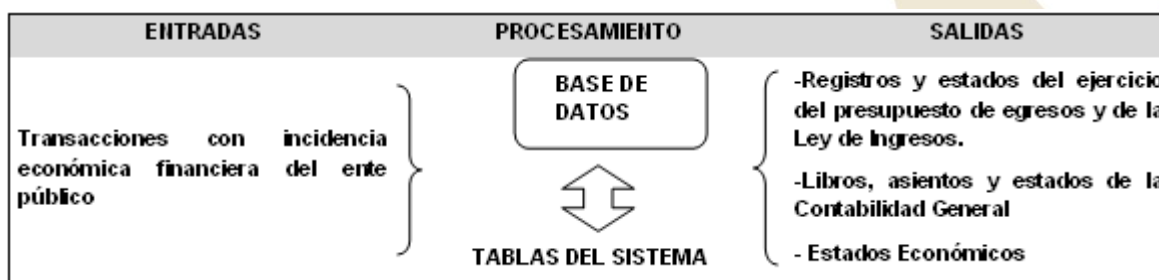 ENTRADAS
PROCESAMIENTO
SALIDAS
Transacciones con incidencia
económica financiera del ente
público
BASE DE
DATOS
TABLAS DEL SISTEMA
-Registros y estados del ejercicio
del presupuesto de egresos y de la
Ley de Ingresos.
-Libros, asientos y estados de la
Contabilidad General
- Estados Económicos